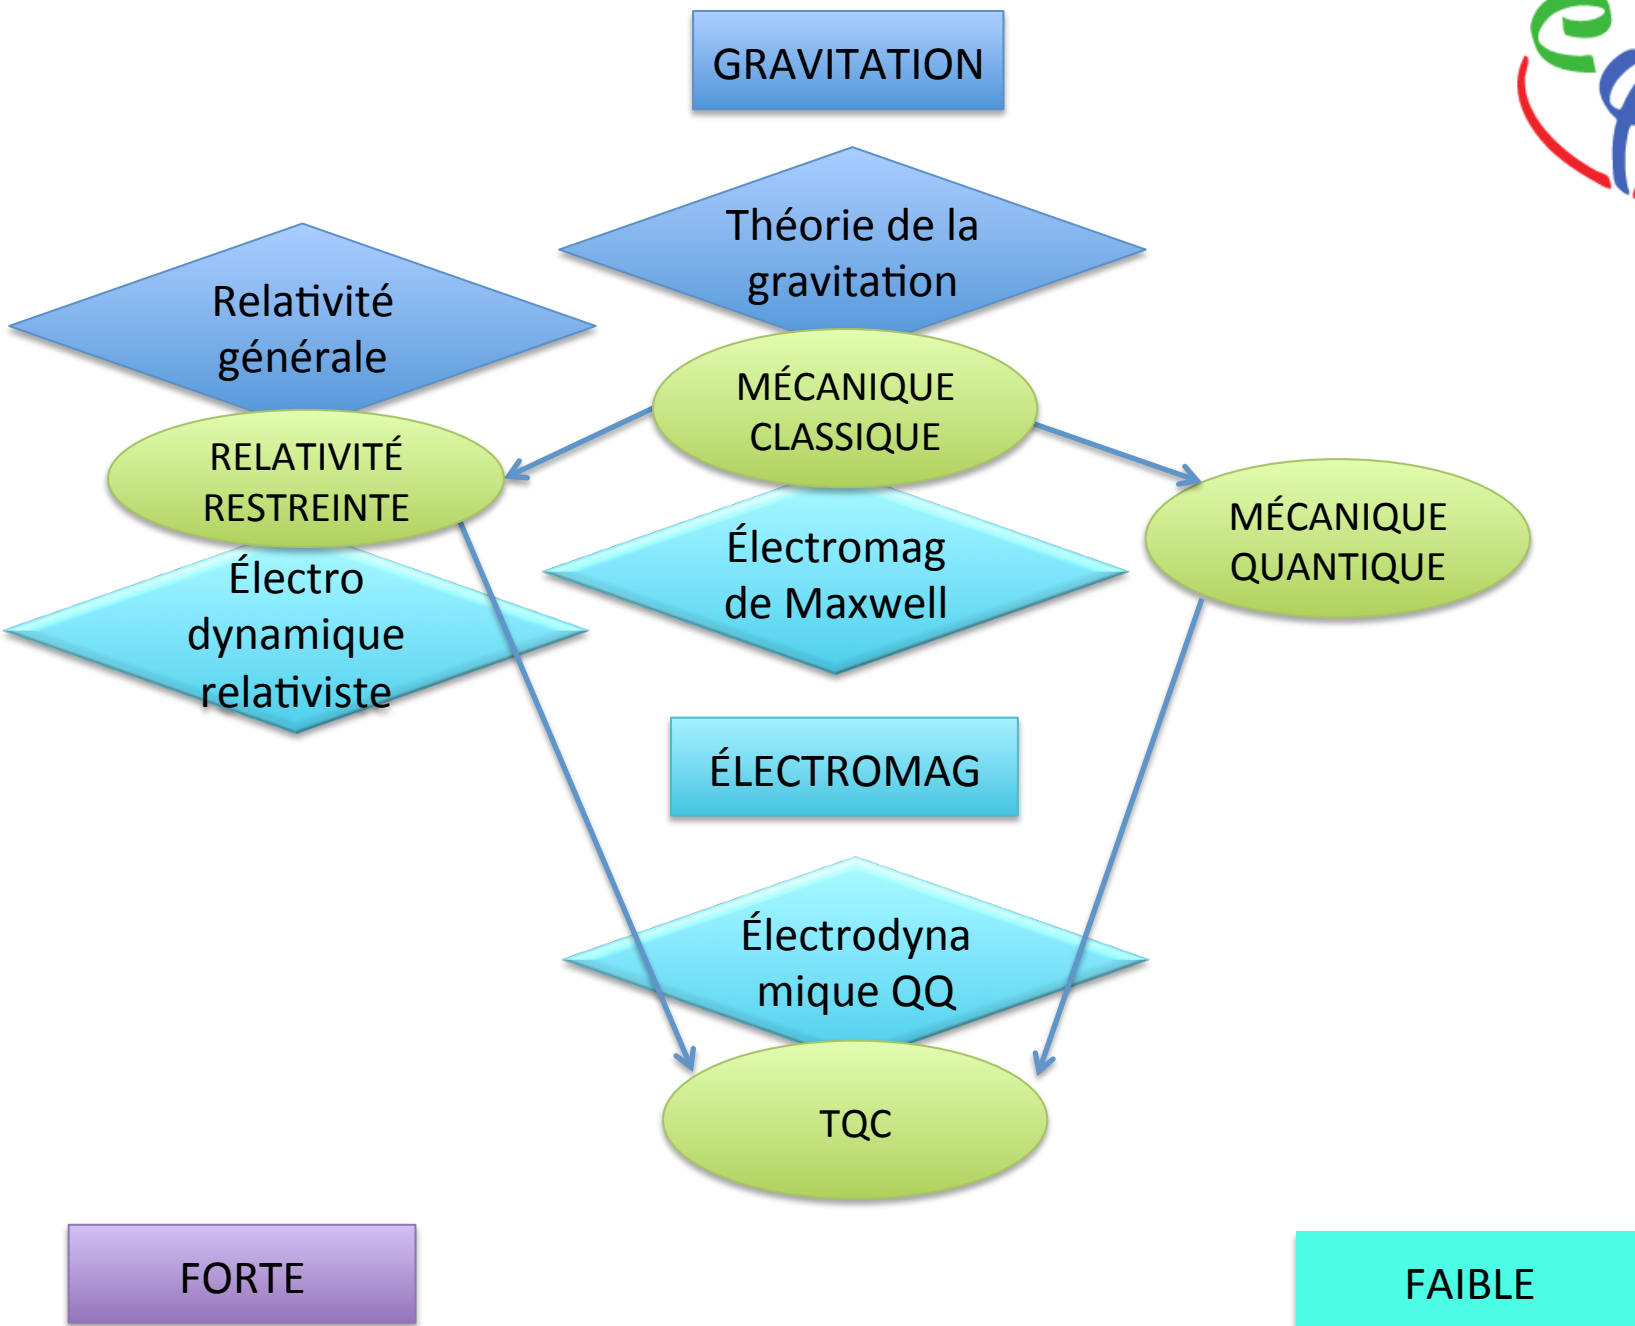 GRAVITATION
Théorie de la
gravitation
Relativité
générale
MÉCANIQUE
CLASSIQUE
RELATIVITÉ
RESTREINTE
MÉCANIQUE
QUANTIQUE
Électromag
de Maxwell
Électro
dynamique
relativiste
ÉLECTROMAG
Électrodyna
mique QQ
TQC
FORTE
FAIBLE